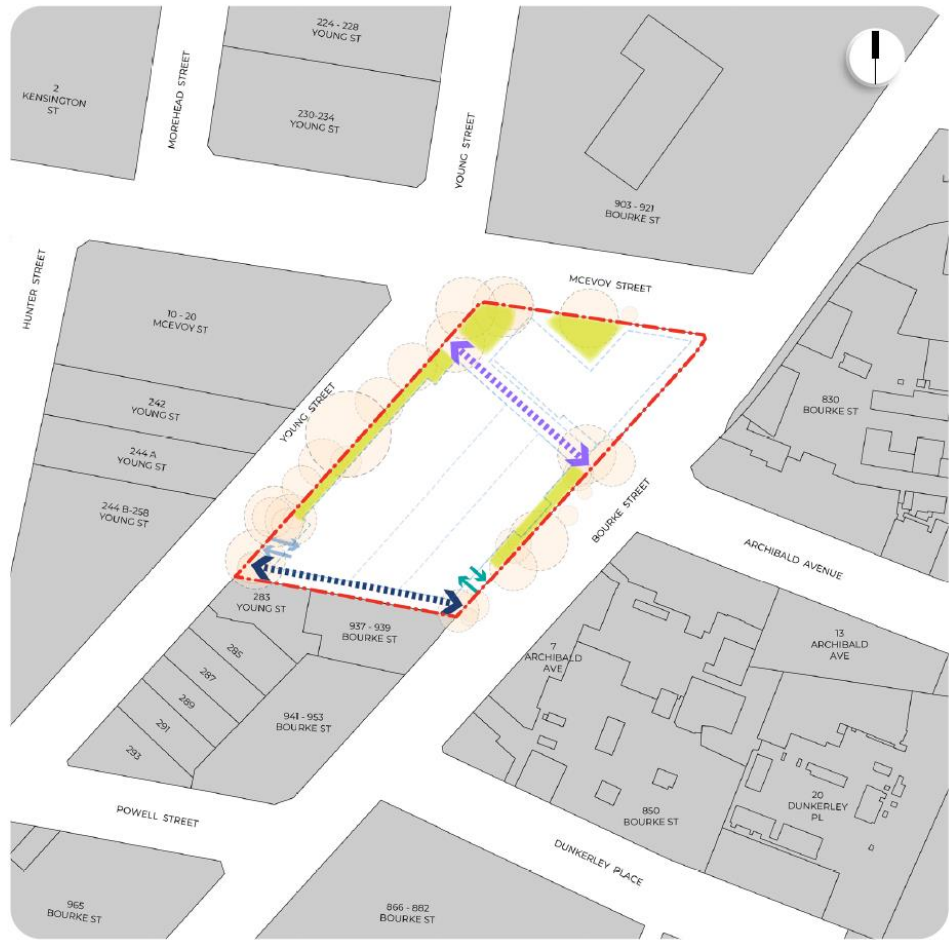 224 - 228
YOUNG ST
2
KENSINGTON
ST
MOREHEAD STREET
230-234
YOUNG ST
YOUNG STREET
903 - 921
BOURKE ST
HUNTER STREET
MCEVOY STREET
10 - 20
MCEVOY ST
242
YOUNG ST
YOUNG STREET
830
BOURKE ST
244 A
YOUNG ST
244 B-258
YOUNG ST
BOURKE STREET
ARCHIBALD AVENUE
283
YOUNG ST
937 - 939
BOURKE ST
285
287
289
291
293
941 - 953
BOURKE ST
7
ARCHIBALD
AVE
13
ARCHIBALD
AVE
POWELL STREET
850
BOURKE ST
20
DUNKERLEY
PL
DUNKERLEY PLACE
965
BOURKE ST
866 - 882
BOURKE ST